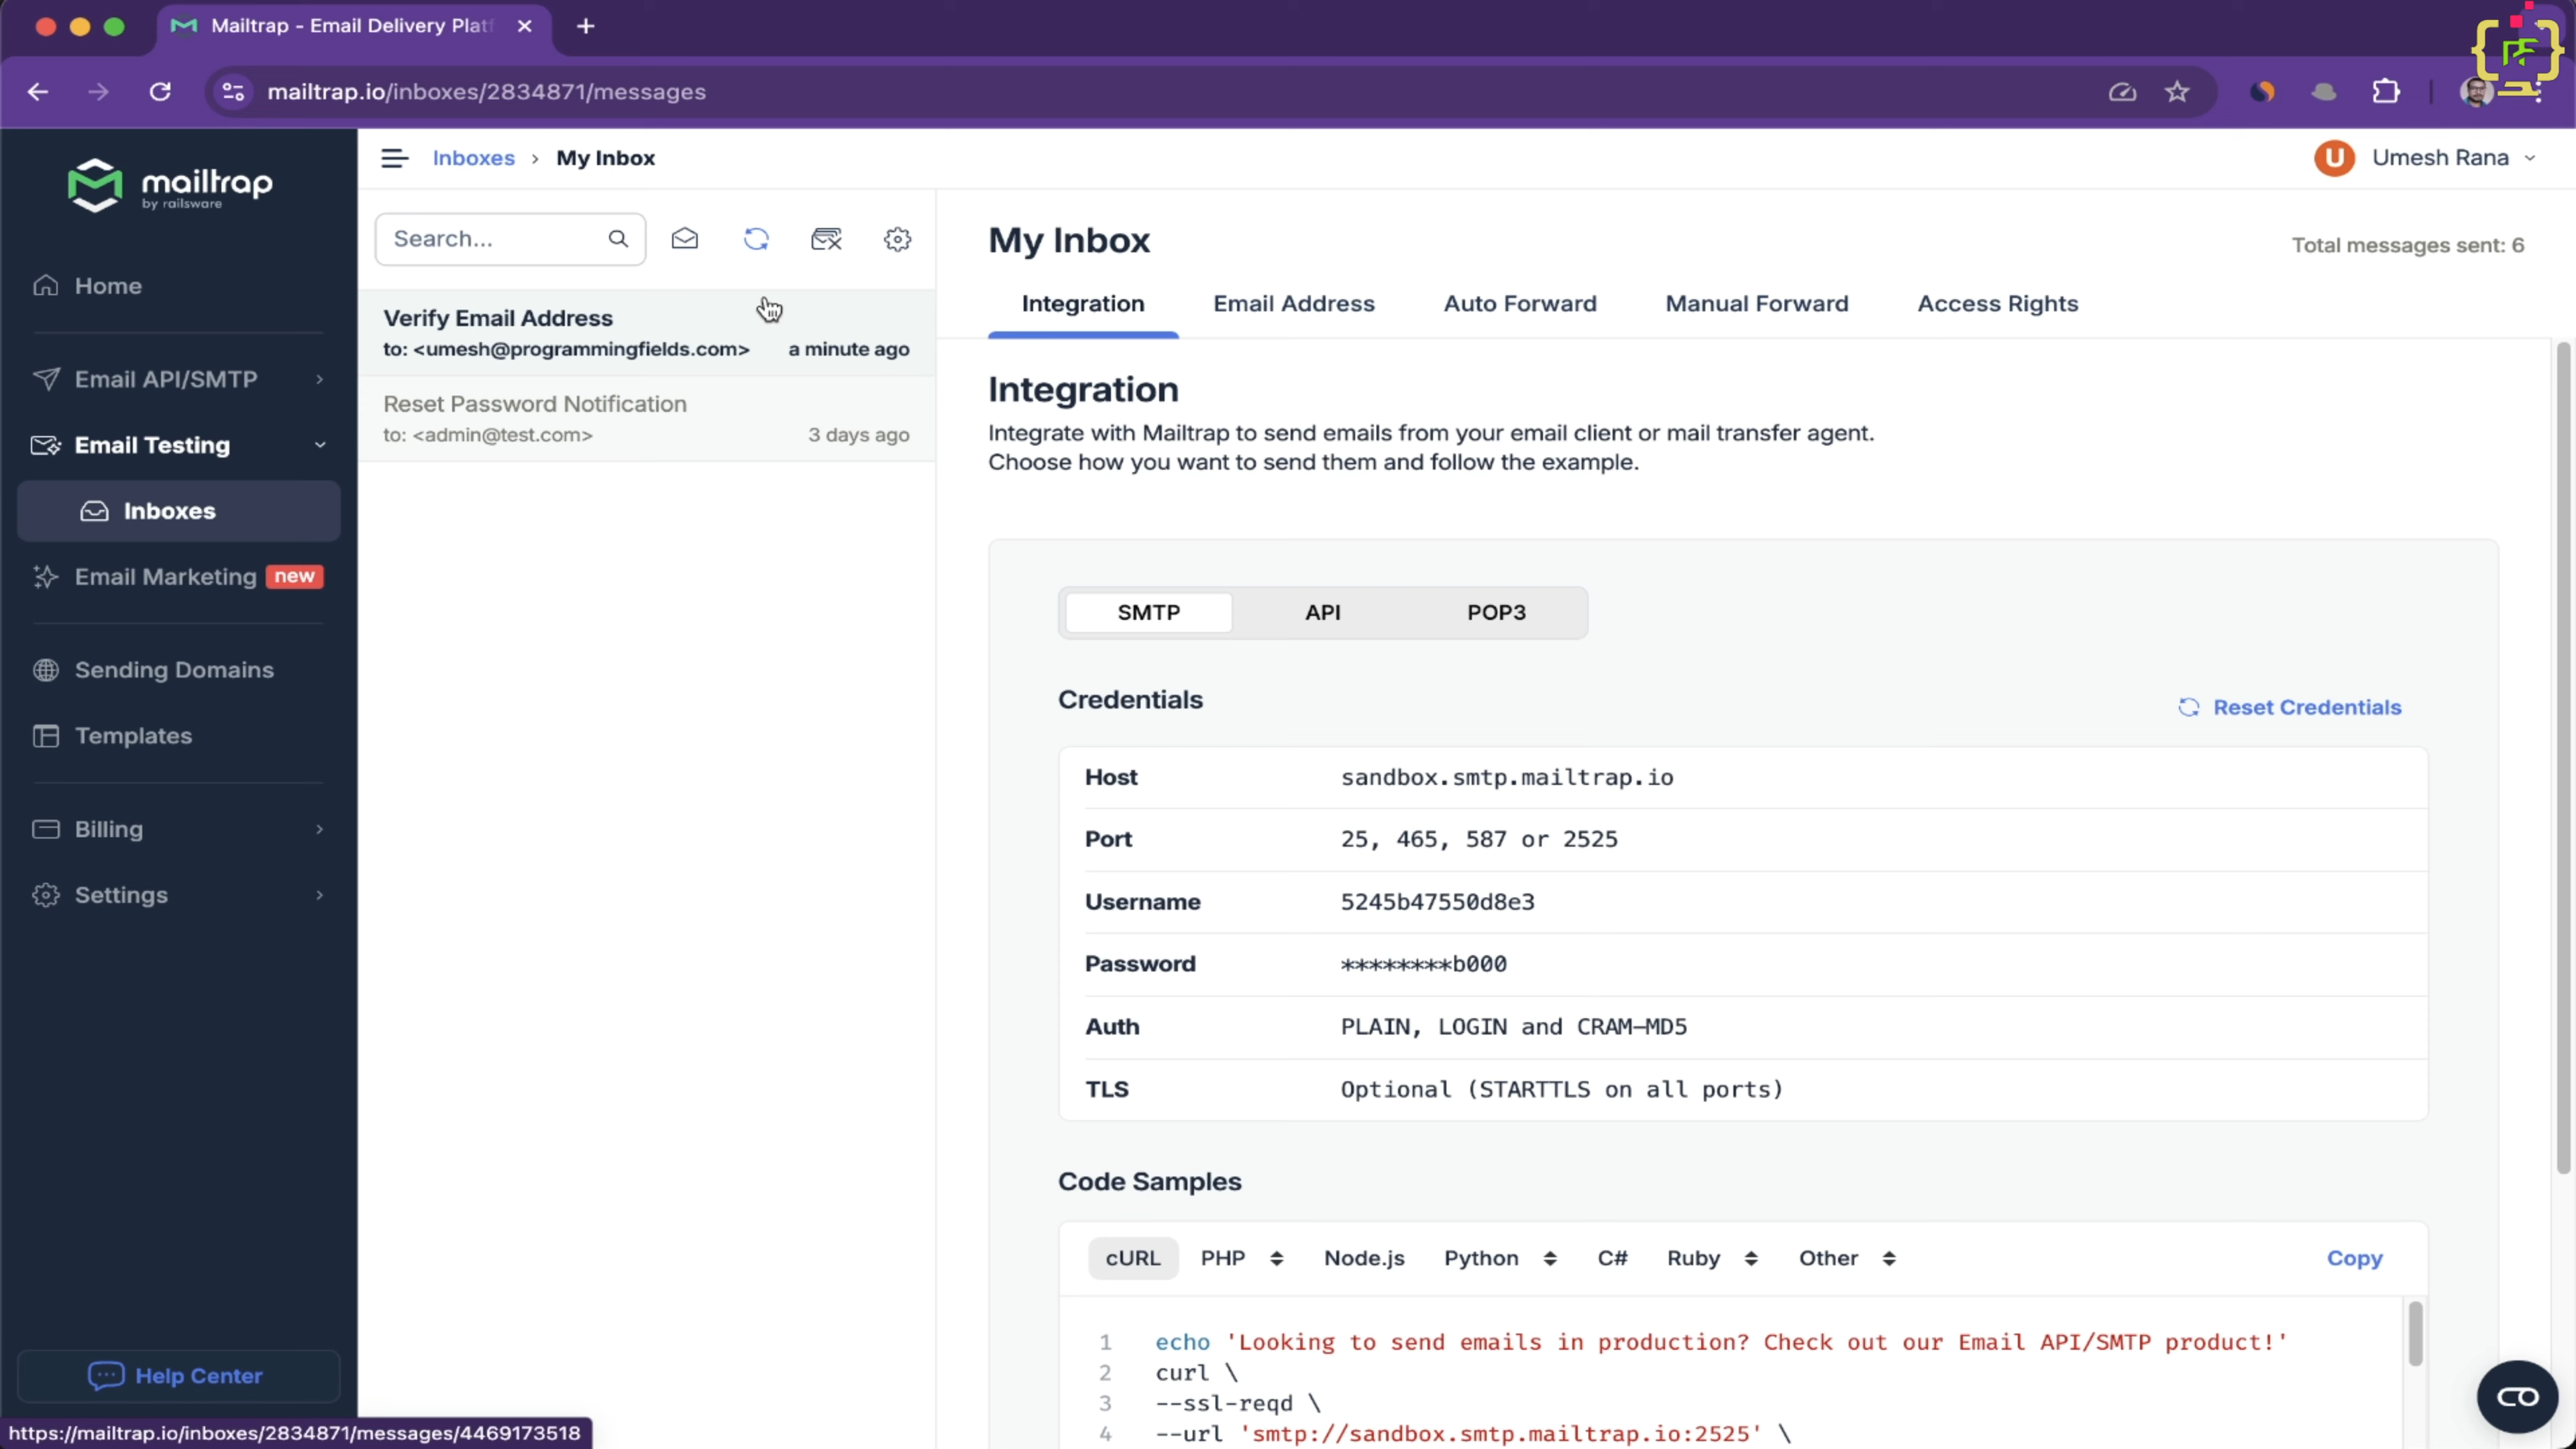 Mailtrap - Email Delivery Platf
mailtrap.io/inboxes/2834871/messages
mailtrap
by railsware
Home
Email API/SMTP
Email Testing
Inboxes
Email Marketing new
Sending Domains
Templates
Billing
Settings
Help Center
https://mailtrap.io/inboxes/2834871/messages/4469173518
Inboxes › My Inbox
U Umesh Rana
Search...
Verify Email Address
to: <umesh@programmingfields.com> a minute ago
Reset Password Notification
to: <admin@test.com> 3 days ago
My Inbox
Total messages sent: 6
Integration Email Address Auto Forward Manual Forward Access Rights
Integration
Integrate with Mailtrap to send emails from your email client or mail transfer agent.
Choose how you want to send them and follow the example.
SMTP API POP3
Credentials
Reset Credentials
Host sandbox.smtp.mailtrap.io
Port 25, 465, 587 or 2525
Username 5245b47550d8e3
Password ********b000
Auth PLAIN, LOGIN and CRAM-MD5
TLS Optional (STARTTLS on all ports)
Code Samples
cURL PHP Node.js Python C# Ruby Other Copy
1 echo 'Looking to send emails in production? Check out our Email API/SMTP product!'
2 curl \
3 --ssl-reqd \
4 --url 'smtp://sandbox.smtp.mailtrap.io:2525' \